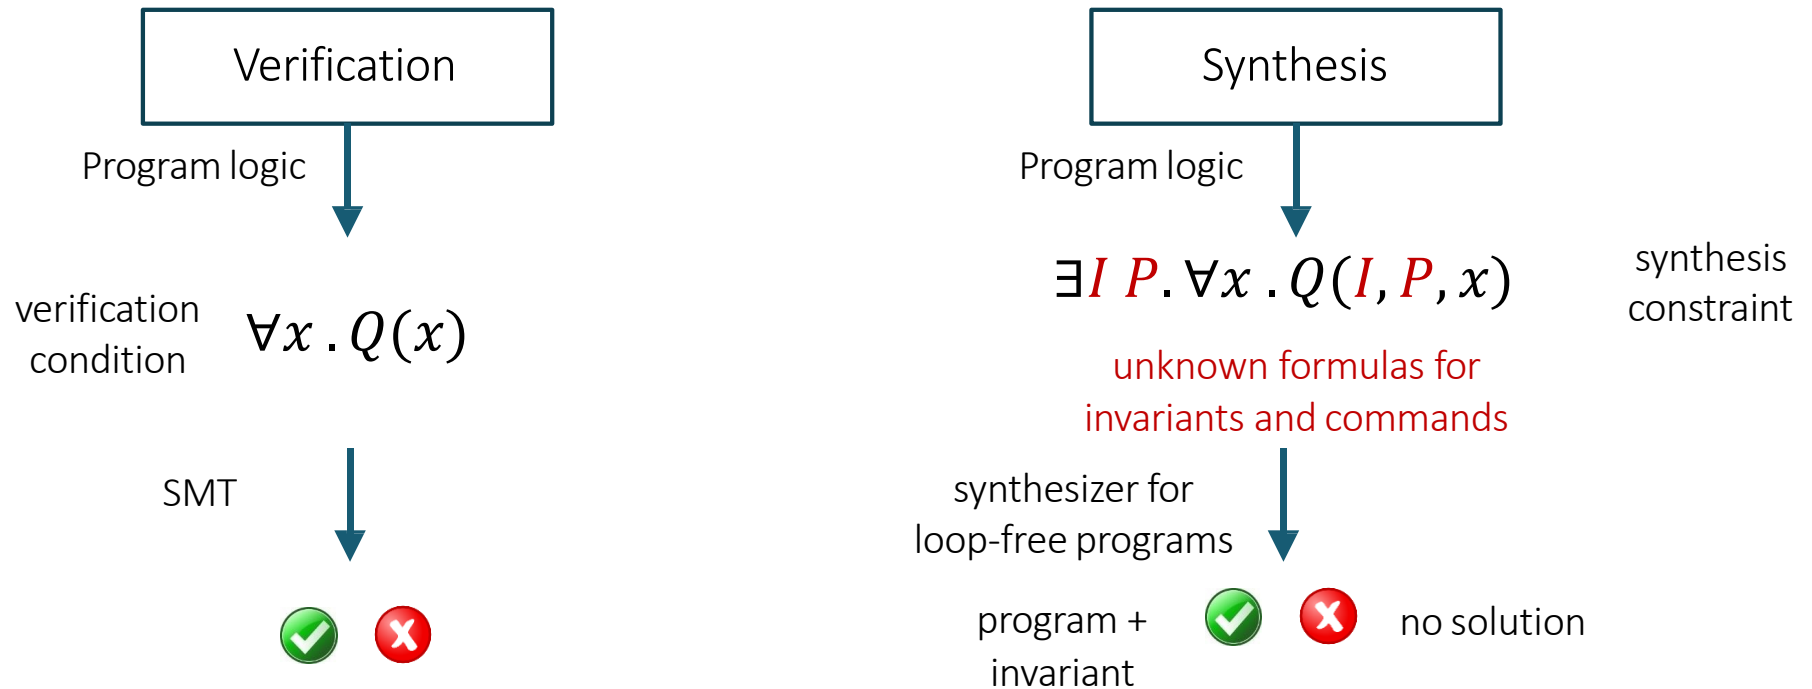 Verification
Program logic
verification
condition
∀x . Q(x)
SMT
Synthesis
Program logic
∃I P. ∀x . Q(I, P, x)
synthesis
constraint
unknown formulas for
invariants and commands
synthesizer for
loop-free programs
program +
invariant
no solution